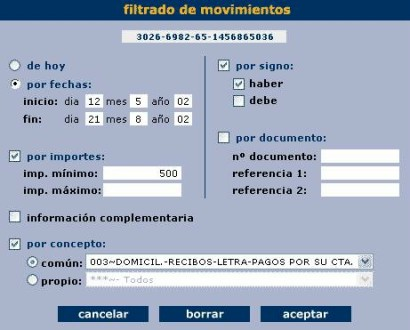 filtrado de movimientos
3026-6982-65-1456865036
de hoy
por fechas:
inicio: dia 12 mes 5 año 02
fin: dia 21 mes 8 año 02
por importes:
imp. mínimo: 500
imp. máximo:
por signo:
haber
debe
por documento:
nº documento:
referencia 1:
referencia 2:
información complementaria
por concepto:
común: 003~DOMICIL.-RECIBOS-LETRA-PAGOS POR SU CTA.
propio: ***~- Todos
cancelar borrar aceptar